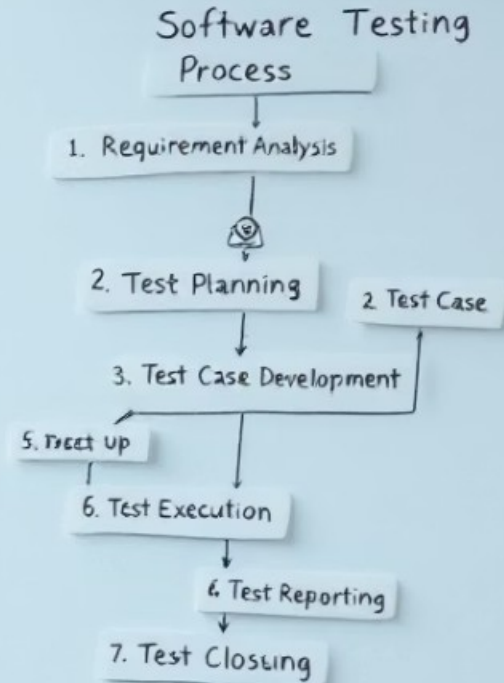 Software Testing
Process
1. Requirement Analysis
2. Test Planning
2 Test Case
3. Test Case Development
5. up
6. Test Execution
6. Test Reporting
7. Test Closing